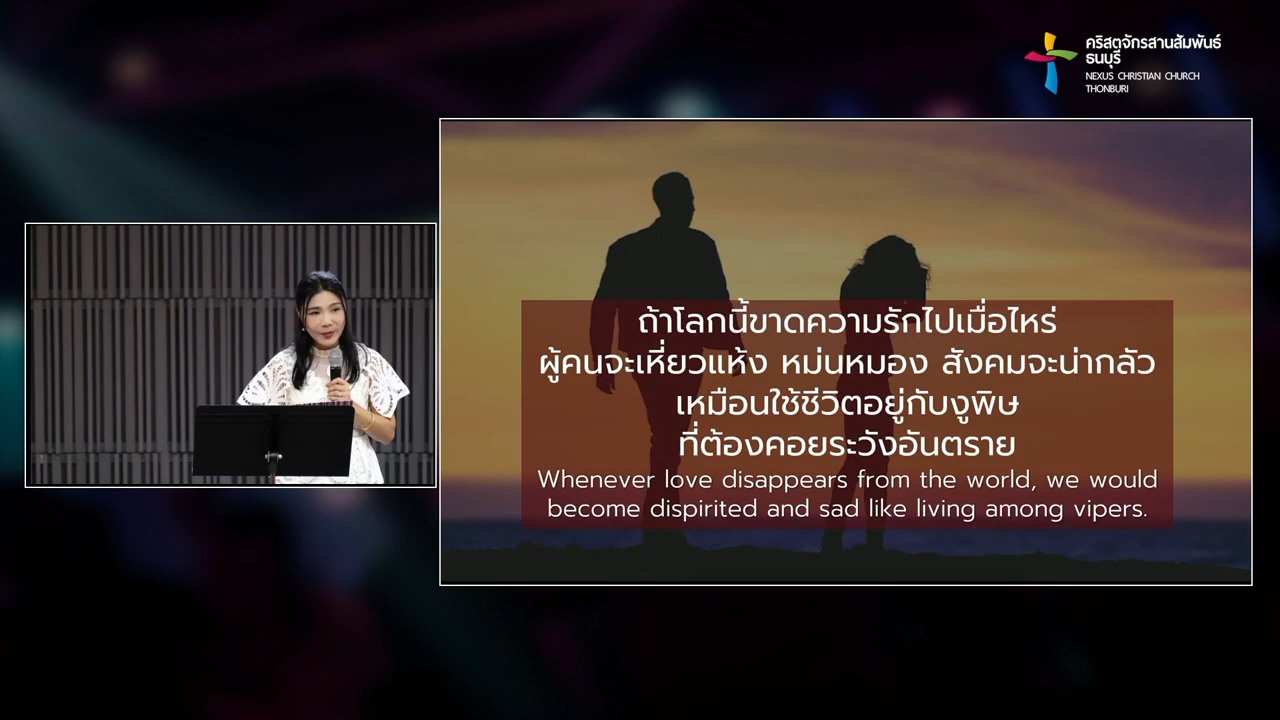 คริสตจักรสานสัมพันธ์
ธนบุรี
NEXUS CHRISTIAN CHURCH
THONBURI
ถ้าโลกนี้ขาดความรักไปเมื่อไหร่
ผู้คนจะเหี่ยวแห้ง หม่นหมอง สังคมจะน่ากลัว
เหมือนใช้ชีวิตอยู่กับงูพิษ
ที่ต้องคอยระวังอันตราย
Whenever love disappears from the world, we would
become dispirited and sad like living among vipers.